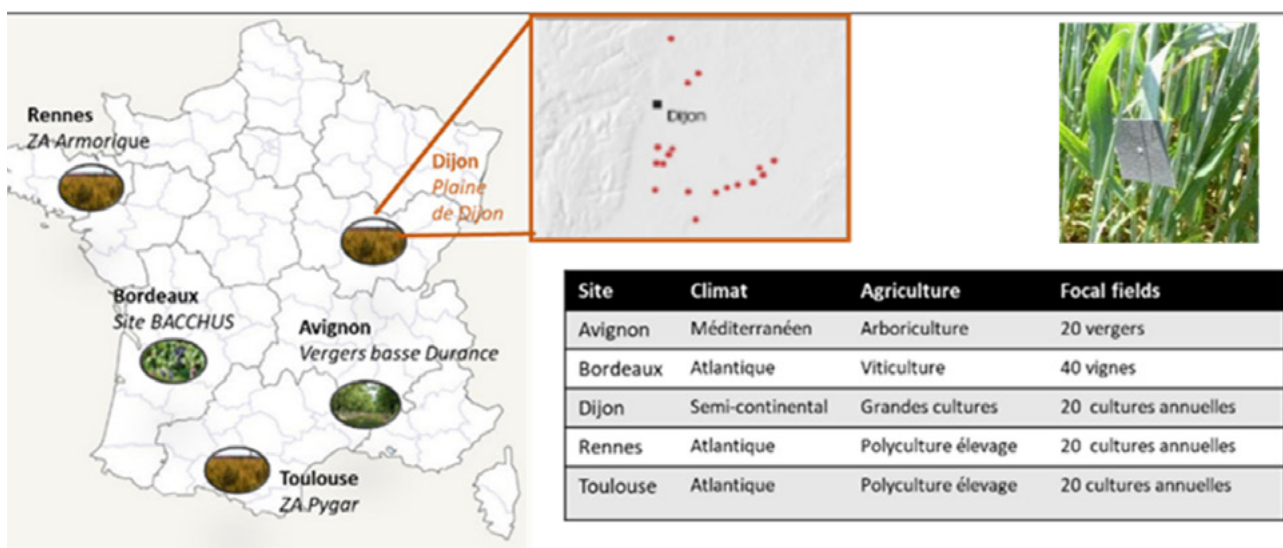 Rennes
ZA Armorique
Dijon
Plaine
de Dijon
Bordeaux
Site BACCHUS
Avignon
Vergers basse Durance
Toulouse
ZA Pygar
Dijon
Site Climat Agriculture Focal fields
Avignon Méditerranéen Arboriculture 20 vergers
Bordeaux Atlantique Viticulture 40 vignes
Dijon Semi-continental Grandes cultures 20 cultures annuelles
Rennes Atlantique Polyculture élevage 20 cultures annuelles
Toulouse Atlantique Polyculture élevage 20 cultures annuelles